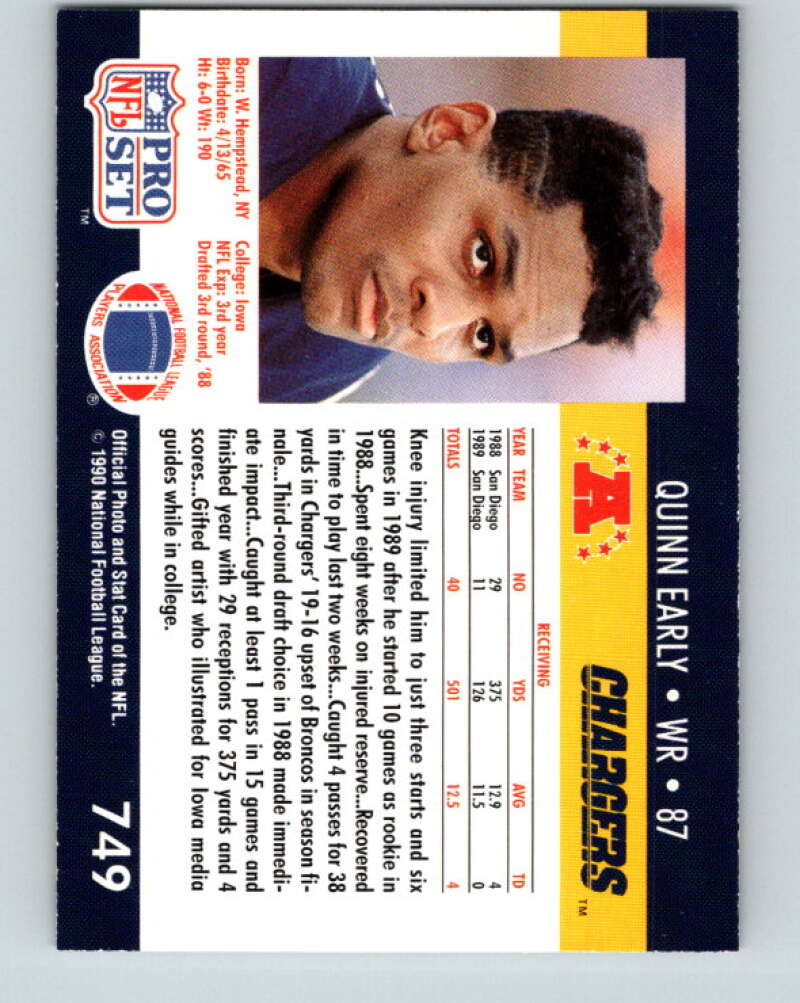 QUINN EARLY • WR • 87
A
CHARGERS™
Born: W. Hempstead, NY
Birthdate: 4/13/65
Ht: 6-0 Wt: 190
College: Iowa
NFL Exp: 3rd year
Drafted 3rd round, '88
RECEIVING
YEAR TEAM NO YDS AVG TD
1988 San Diego 29 375 12.9 4
1989 San Diego 11 126 11.5 0
TOTALS 40 501 12.5 4
Knee injury limited him to just three starts and six
games in 1989 after he started 10 games as rookie in
1988...Spent eight weeks on injured reserve...Recovered
in time to play last two weeks...Caught 4 passes for 38
yards in Chargers' 19-16 upset of Broncos in season fi-
nale...Third-round draft choice in 1988 made immedi-
ate impact...Caught at least 1 pass in 15 games and
finished year with 29 receptions for 375 yards and 4
scores...Gifted artist who illustrated for Iowa media
guides while in college.
NFL
PRO
SET
™
NATIONAL FOOTBALL LEAGUE
PLAYERS ASSOCIATION
®
Official Photo and Stat Card of the NFL.
© 1990 National Football League.
749